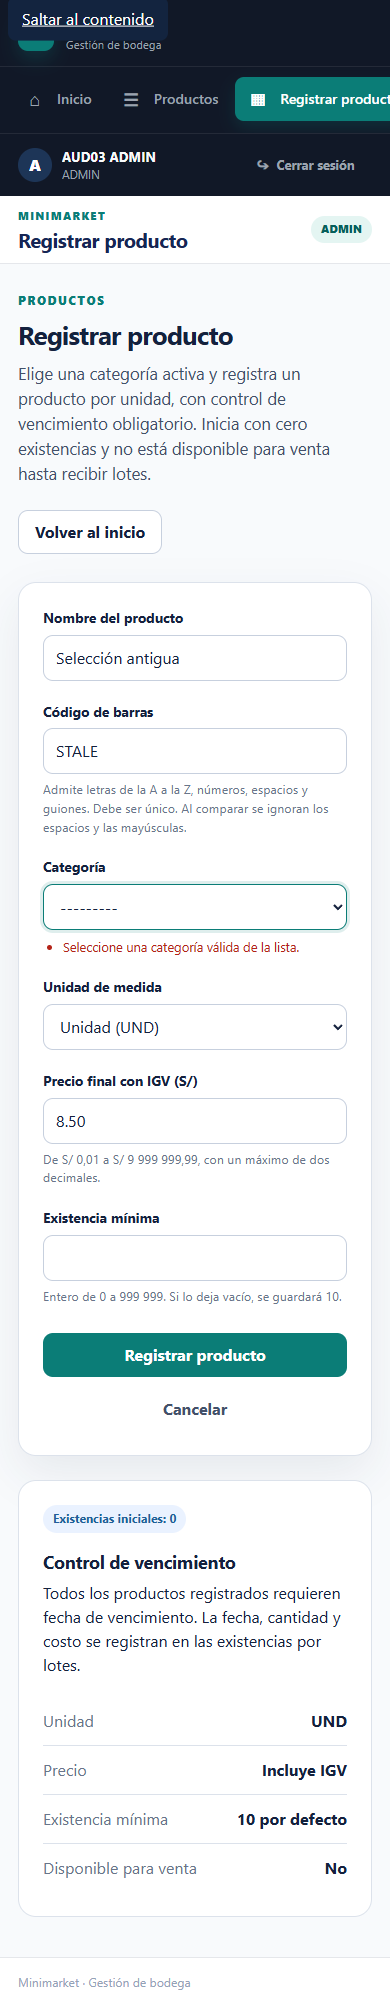 Saltar al contenido
Gestión de bodega
Inicio
Productos
Registrar product
A
AUD03 ADMIN
ADMIN
Cerrar sesión
MINIMARKET
Registrar producto
ADMIN
PRODUCTOS
Registrar producto
Elige una categoría activa y registra un
producto por unidad, con control de
vencimiento obligatorio. Inicia con cero
existencias y no está disponible para venta
hasta recibir lotes.
Volver al inicio
Nombre del producto
Selección antigua
Código de barras
STALE
Admite letras de la A a la Z, números, espacios y
guiones. Debe ser único. Al comparar se ignoran los
espacios y las mayúsculas.
Categoría
---------
Seleccione una categoría válida de la lista.
Unidad de medida
Unidad (UND)
Precio final con IGV (S/)
8.50
De S/ 0,01 a S/ 9 999 999,99, con un máximo de dos
decimales.
Existencia mínima
Entero de 0 a 999 999. Si lo deja vacío, se guardará 10.
Registrar producto
Cancelar
Existencias iniciales: 0
Control de vencimiento
Todos los productos registrados requieren
fecha de vencimiento. La fecha, cantidad y
costo se registran en las existencias por
lotes.
Unidad UND
Precio Incluye IGV
Existencia mínima 10 por defecto
Disponible para venta No
Minimarket · Gestión de bodega